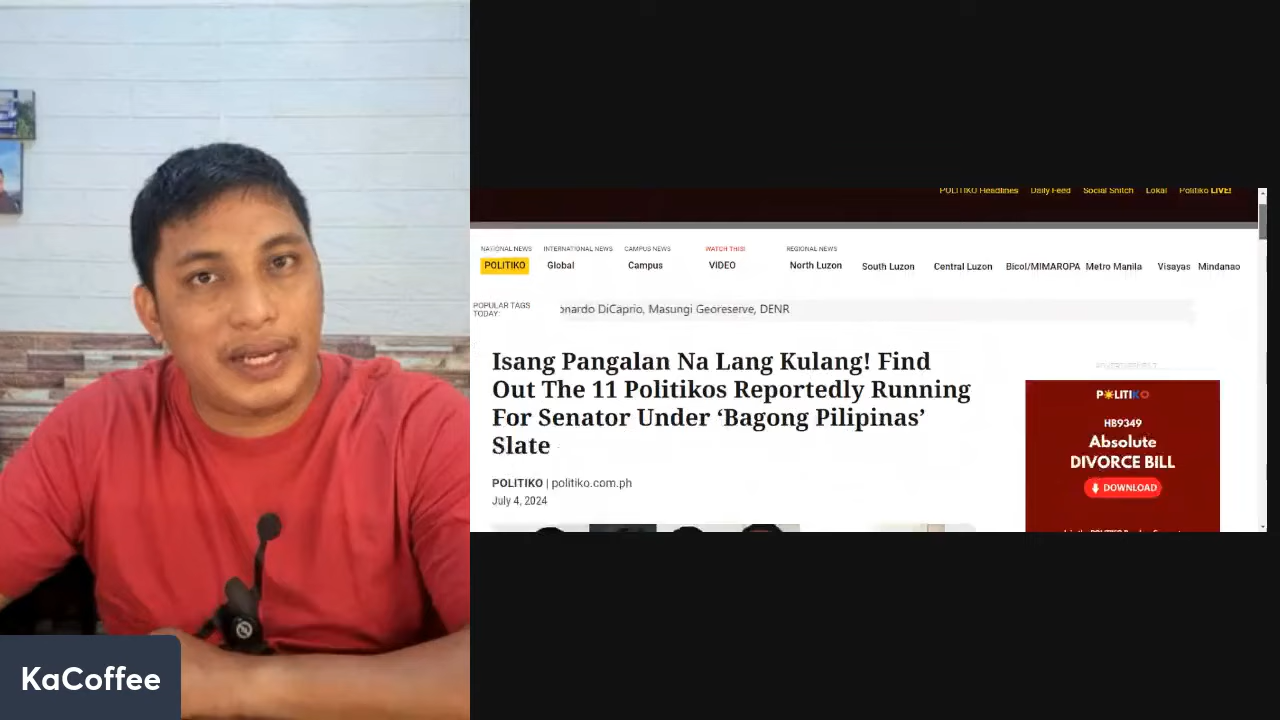 KaCoffee
POLITIKO Headlines Daily Feed Social Snitch Lokal Politiko LIVE!
NATIONAL NEWS INTERNATIONAL NEWS CAMPUS NEWS WATCH THIS! REGIONAL NEWS
POLITIKO Global Campus VIDEO North Luzon South Luzon Central Luzon Bicol/MIMAROPA Metro Manila Visayas Mindanao
POPULAR TAGS
TODAY:
onardo DiCaprio, Masungi Georeserve, DENR
Isang Pangalan Na Lang Kulang! Find
Out The 11 Politikos Reportedly Running
For Senator Under ‘Bagong Pilipinas’
Slate
POLITIKO | politiko.com.ph
July 4, 2024
ADVERTISEMENT
POLITIKO
HB9349
Absolute
DIVORCE BILL
DOWNLOAD